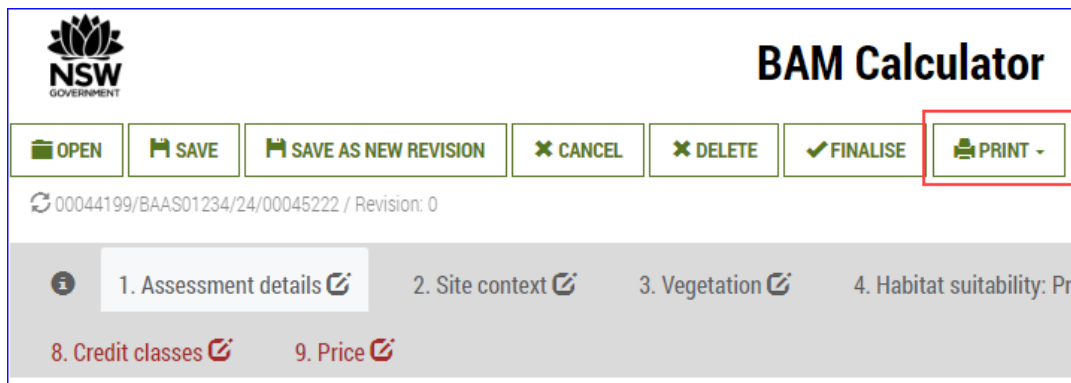 NSW
GOVERNMENT
BAM Calculator
OPEN SAVE SAVE AS NEW REVISION CANCEL DELETE FINALISE PRINT
00044199/BAAS01234/24/00045222 / Revision: 0
1. Assessment details 2. Site context 3. Vegetation 4. Habitat suitability: Pr
8. Credit classes 9. Price